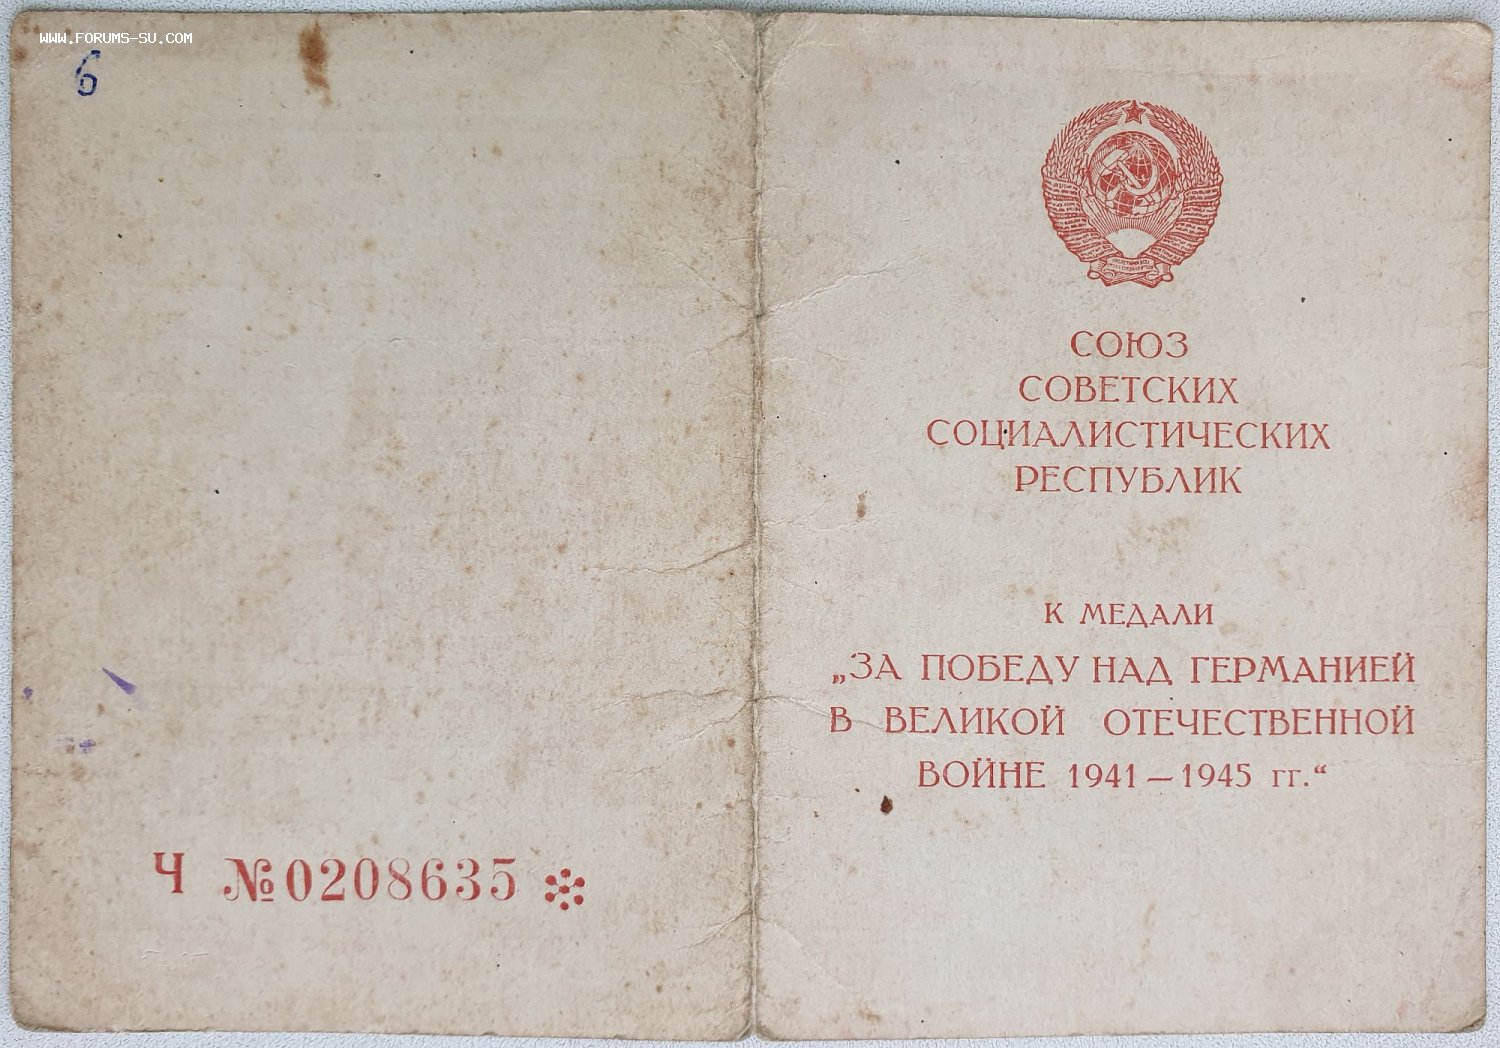 WWW.FORUMS-SU.COM
6
Ч №0208635
СОЮЗ
СОВЕТСКИХ
СОЦИАЛИСТИЧЕСКИХ
РЕСПУБЛИК
К МЕДАЛИ
„ЗА ПОБЕДУ НАД ГЕРМАНИЕЙ
В ВЕЛИКОЙ ОТЕЧЕСТВЕННОЙ
ВОЙНЕ 1941 — 1945 гг.“